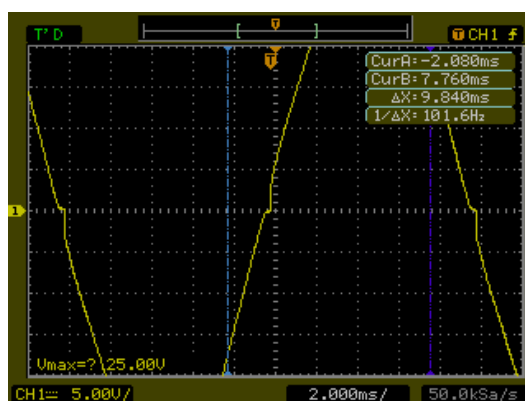 T'D
T
CH1
T
CurA:-2.080ms
CurB:7.760ms
ΔX:9.840ms
1/ΔX:101.6Hz
1
Vmax=? 25.00V
CH1 5.00V/ 2.000ms/ 50.0kSa/s